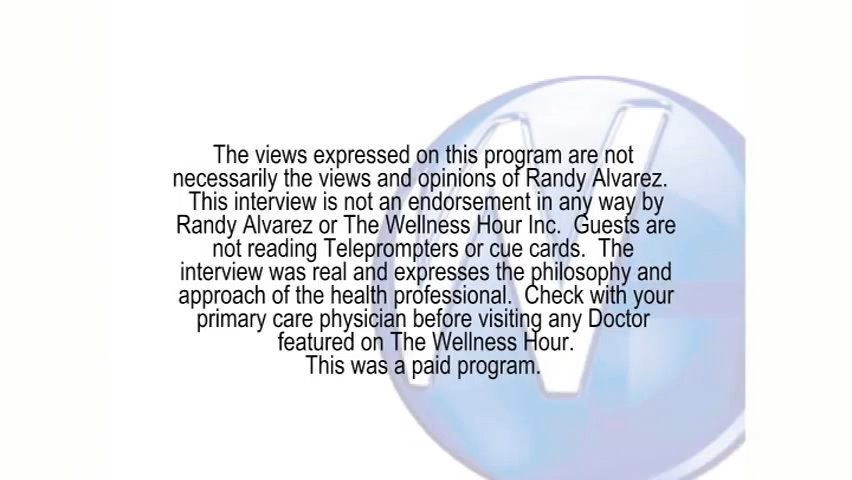 The views expressed on this program are not
necessarily the views and opinions of Randy Alvarez.
This interview is not an endorsement in any way by
Randy Alvarez or The Wellness Hour Inc.  Guests are
not reading Teleprompters or cue cards.  The
interview was real and expresses the philosophy and
approach of the health professional.  Check with your
primary care physician before visiting any Doctor
featured on The Wellness Hour.
This was a paid program.